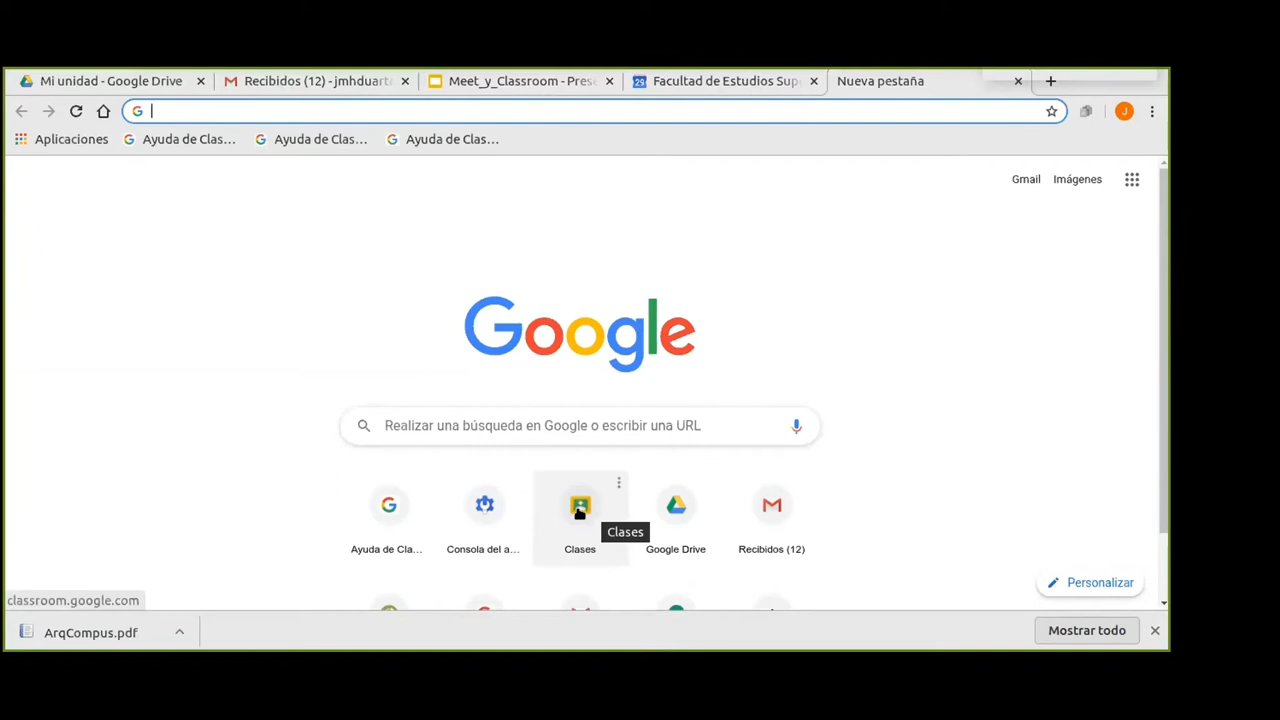 Mi unidad - Google Drive
Recibidos (12) - jmhduart
Meet_y_Classroom - Prese
29
Facultad de Estudios Sup
Nueva pestaña
J
Aplicaciones
Ayuda de Clas…
Ayuda de Clas…
Ayuda de Clas…
Gmail
Imágenes
Google
Realizar una búsqueda en Google o escribir una URL
Clases
Ayuda de Cla...
Consola del a...
Clases
Google Drive
Recibidos (12)
Personalizar
classroom.google.com
ArqCompus.pdf
Mostrar todo